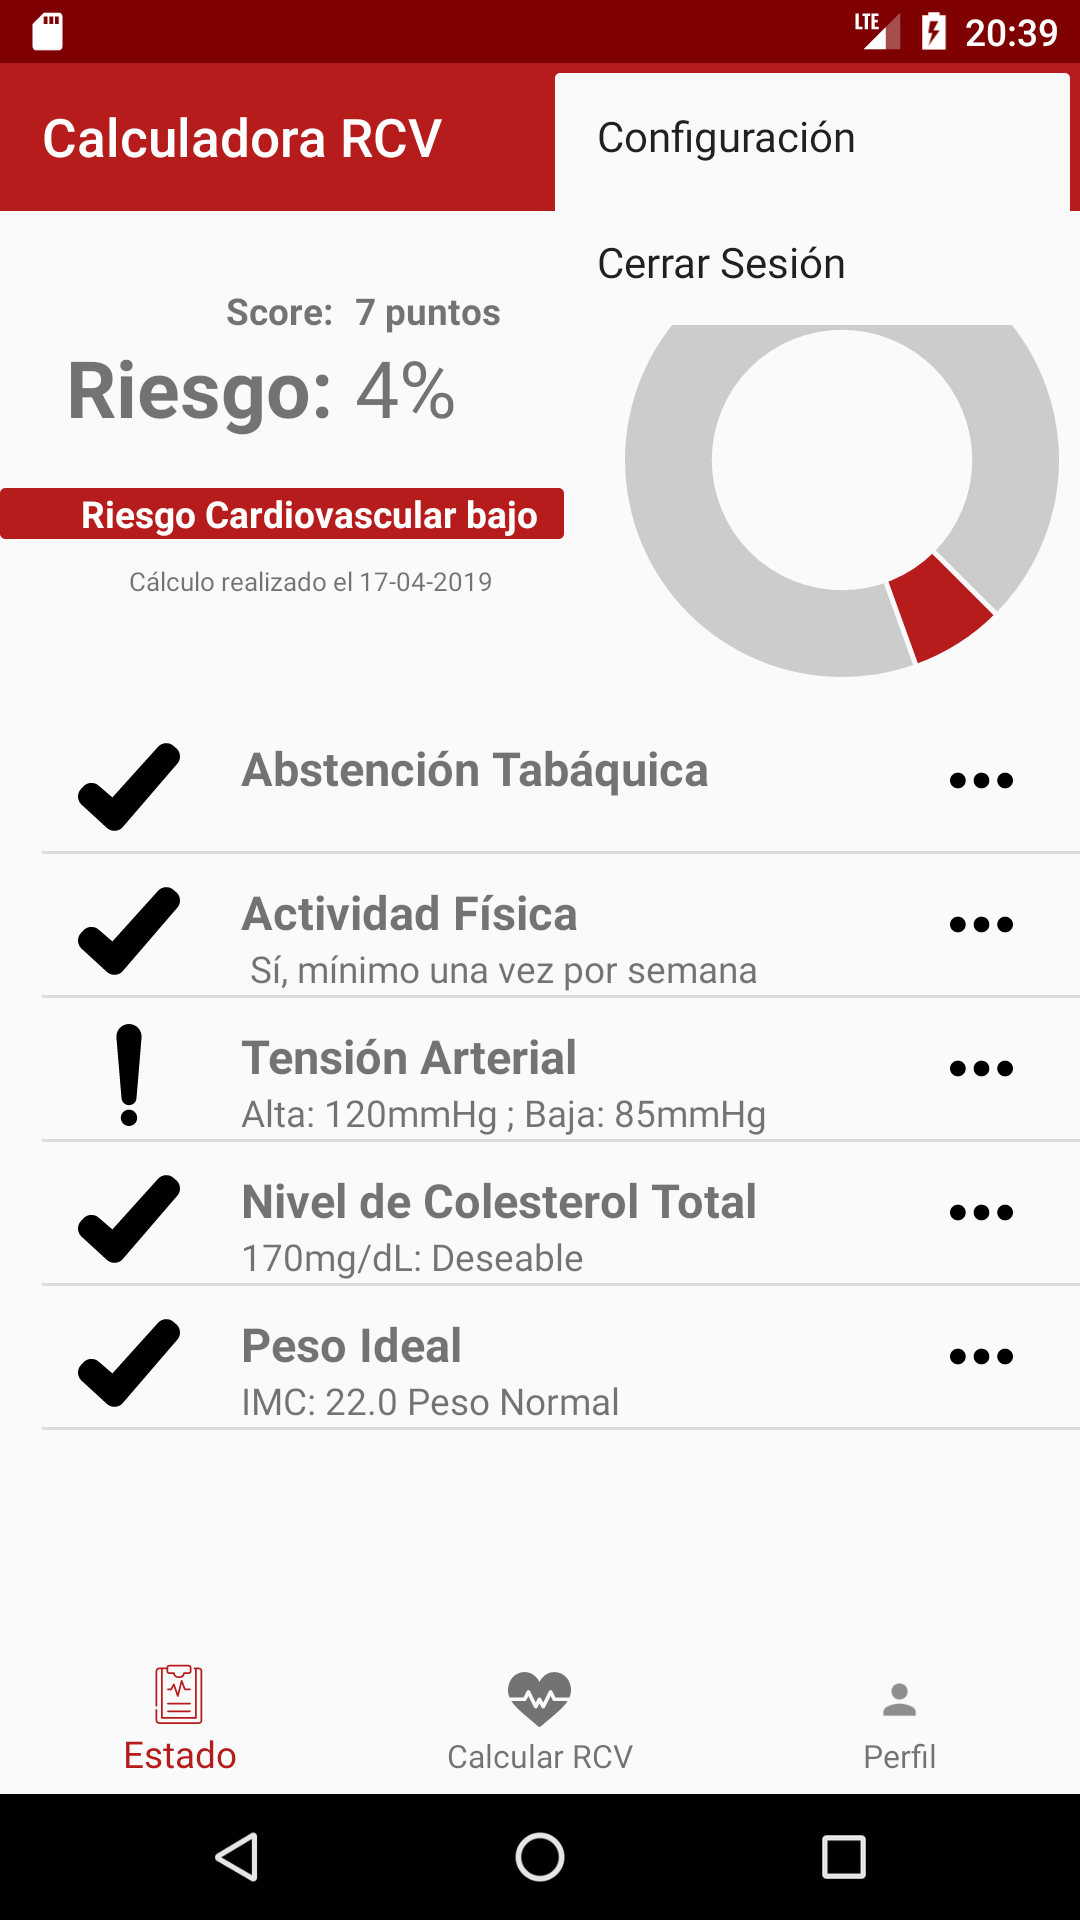 LTE 20:39
Calculadora RCV
Configuración
Cerrar Sesión
Score: 7 puntos
Riesgo: 4%
Riesgo Cardiovascular bajo
Cálculo realizado el 17-04-2019
Abstención Tabáquica
Actividad Física
Sí, mínimo una vez por semana
Tensión Arterial
Alta: 120mmHg ; Baja: 85mmHg
Nivel de Colesterol Total
170mg/dL: Deseable
Peso Ideal
IMC: 22.0 Peso Normal
Estado
Calcular RCV
Perfil